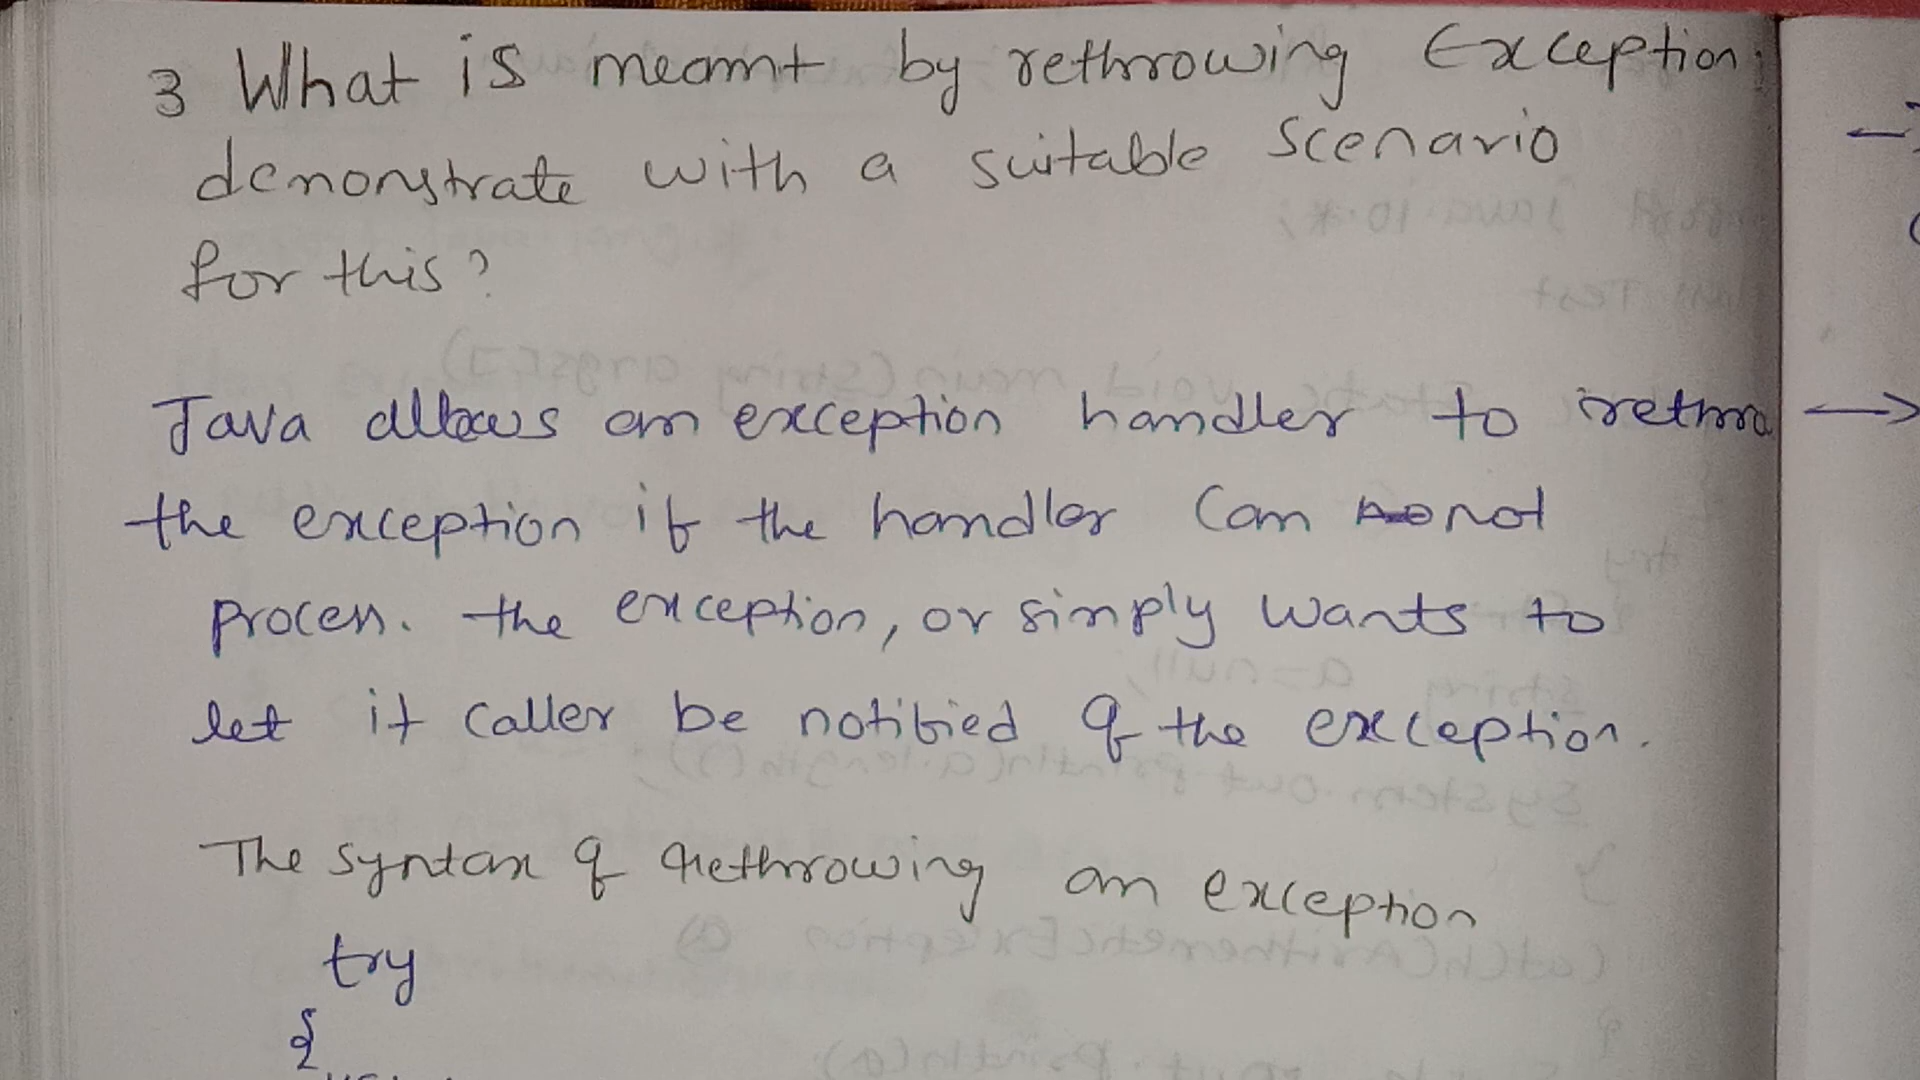 3 What is meant by rethrowing Exception;
demonstrate with a suitable scenario
for this?
Java allows an exception handler to rethro
the exception if the handler can not
process. the exception, or simply wants to
let it caller be notified of the exception.
The syntax of rethrowing an exception
try
{